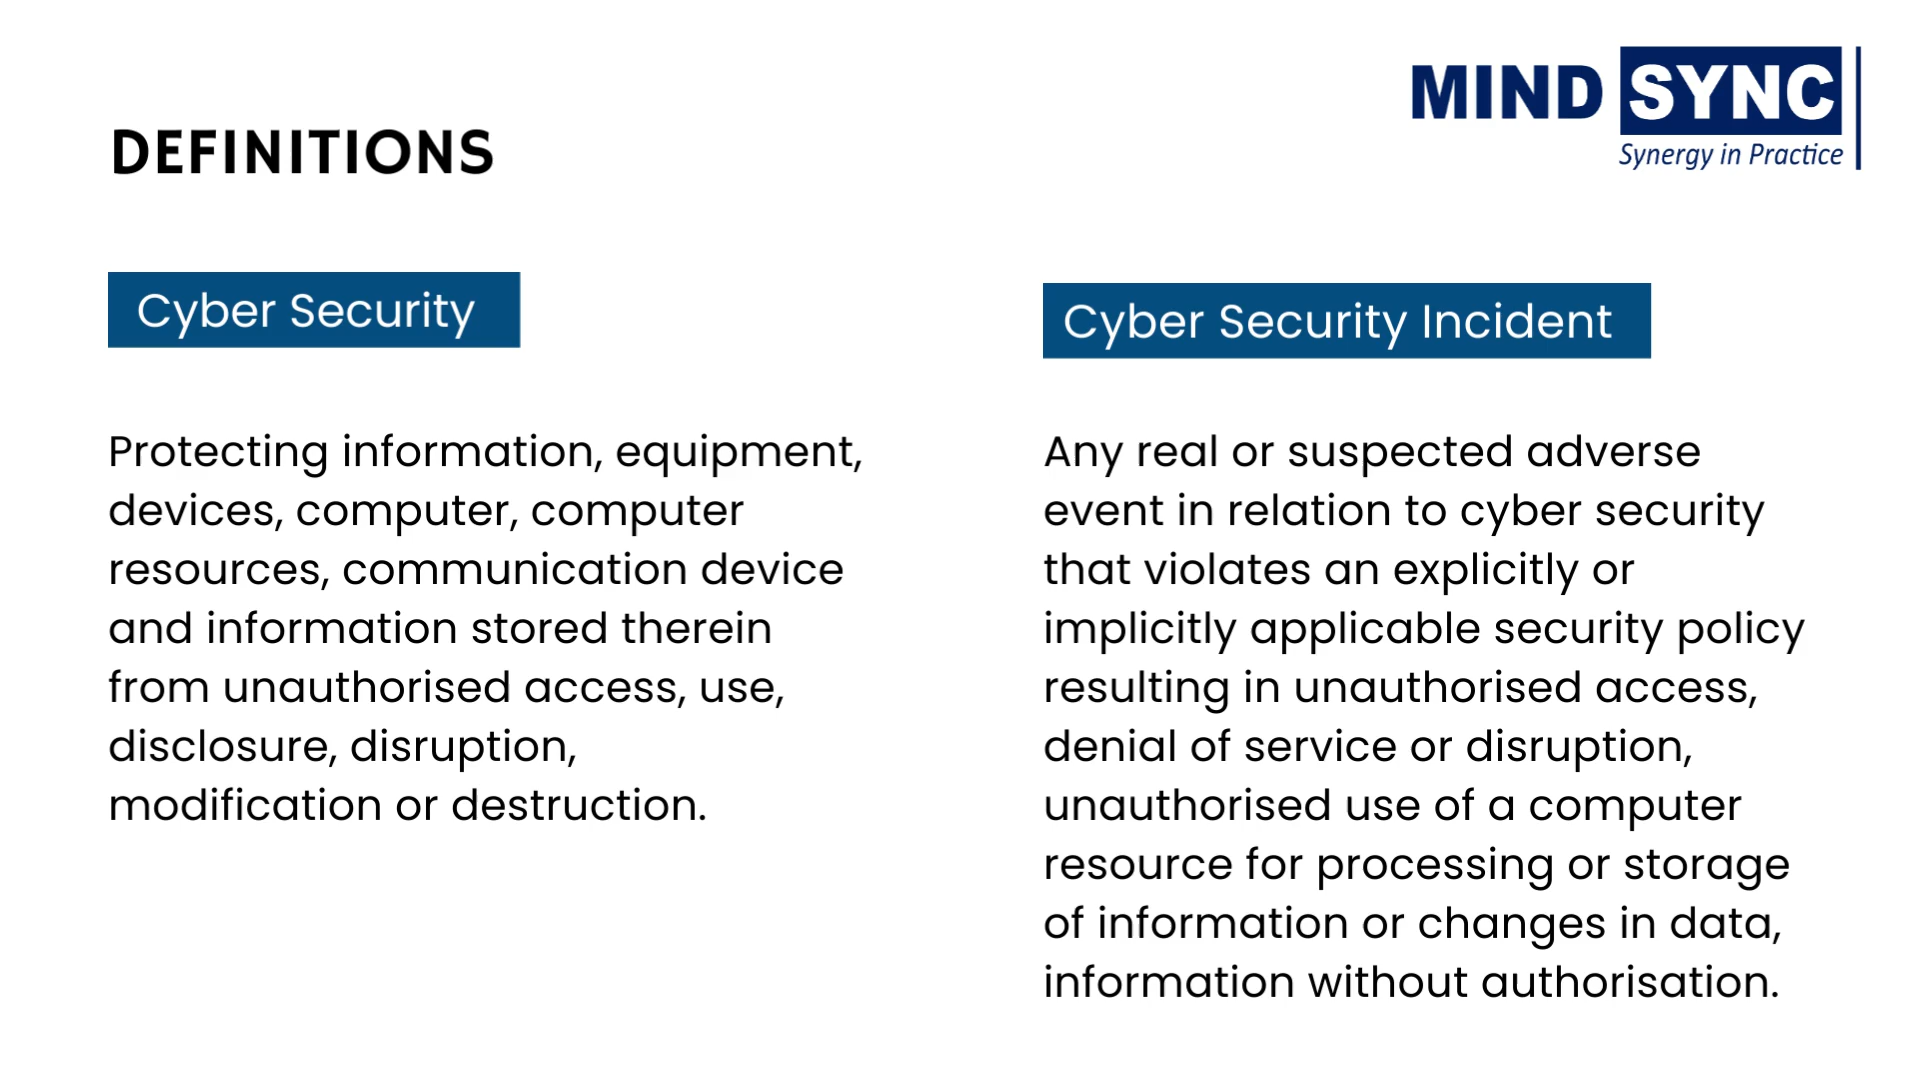 MIND SYNC
Synergy in Practice
DEFINITIONS
Cyber Security
Protecting information, equipment,
devices, computer, computer
resources, communication device
and information stored therein
from unauthorised access, use,
disclosure, disruption,
modification or destruction.
Cyber Security Incident
Any real or suspected adverse
event in relation to cyber security
that violates an explicitly or
implicitly applicable security policy
resulting in unauthorised access,
denial of service or disruption,
unauthorised use of a computer
resource for processing or storage
of information or changes in data,
information without authorisation.